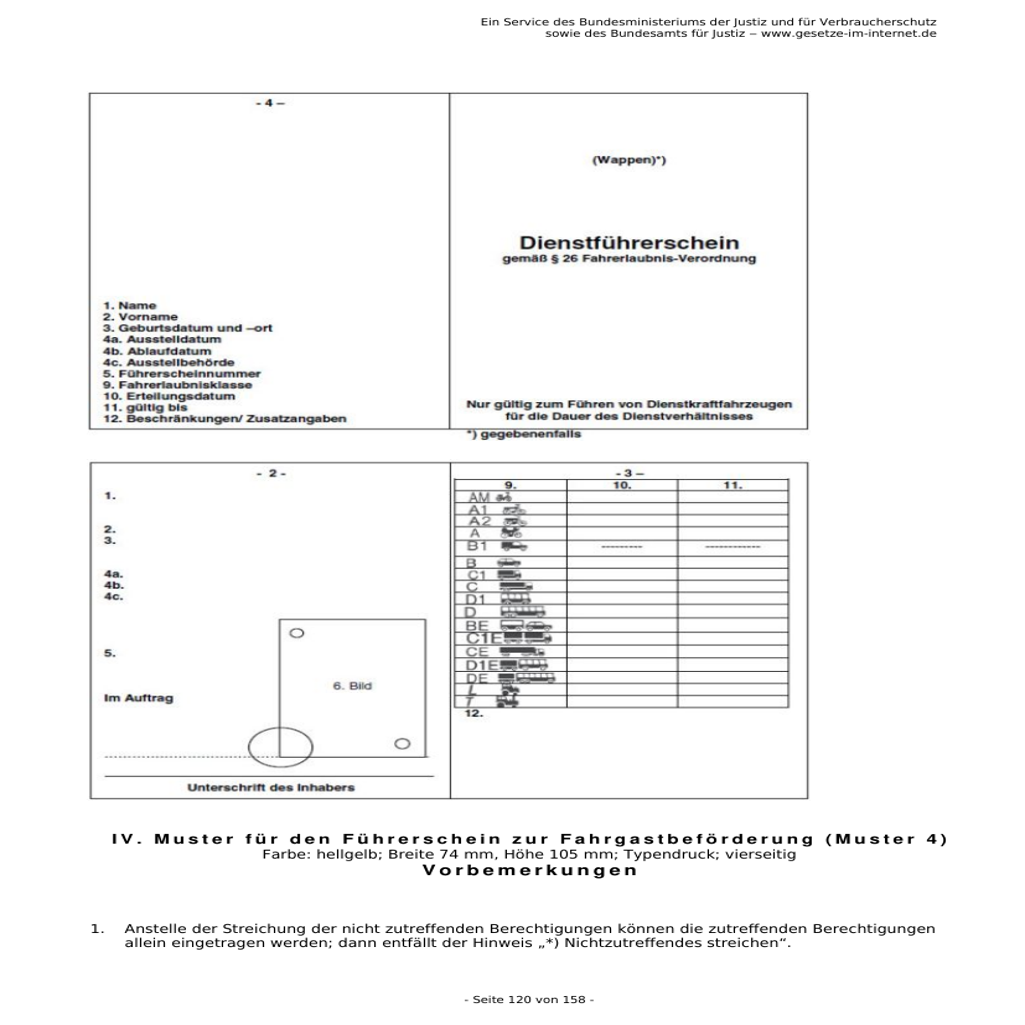 Ein Service des Bundesministeriums der Justiz und für Verbraucherschutz
sowie des Bundesamts für Justiz ‒ www.gesetze-im-internet.de
- 4 –
1. Name
2. Vorname
3. Geburtsdatum und –ort
4a. Ausstelldatum
4b. Ablaufdatum
4c. Ausstellbehörde
5. Führerscheinnummer
9. Fahrerlaubnisklasse
10. Erteilungsdatum
11. gültig bis
12. Beschränkungen/ Zusatzangaben
(Wappen)*)
Dienstführerschein
gemäß § 26 Fahrerlaubnis-Verordnung
Nur gültig zum Führen von Dienstkraftfahrzeugen
für die Dauer des Dienstverhältnisses
*) gegebenenfalls
- 2 -
1.
2.
3.
4a.
4b.
4c.
5.
6. Bild
Im Auftrag
Unterschrift des Inhabers
- 3 –
9. 10. 11.
AM
A1
A2
A
B1 --------- ------------
B
C1
C
D1
D
BE
C1E
CE
D1E
DE
L
T
12.
IV. Muster für den Führerschein zur Fahrgastbeförderung (Muster 4)
Farbe: hellgelb; Breite 74 mm, Höhe 105 mm; Typendruck; vierseitig
Vorbemerkungen
1. Anstelle der Streichung der nicht zutreffenden Berechtigungen können die zutreffenden Berechtigungen
allein eingetragen werden; dann entfällt der Hinweis „*) Nichtzutreffendes streichen“.
- Seite 120 von 158 -